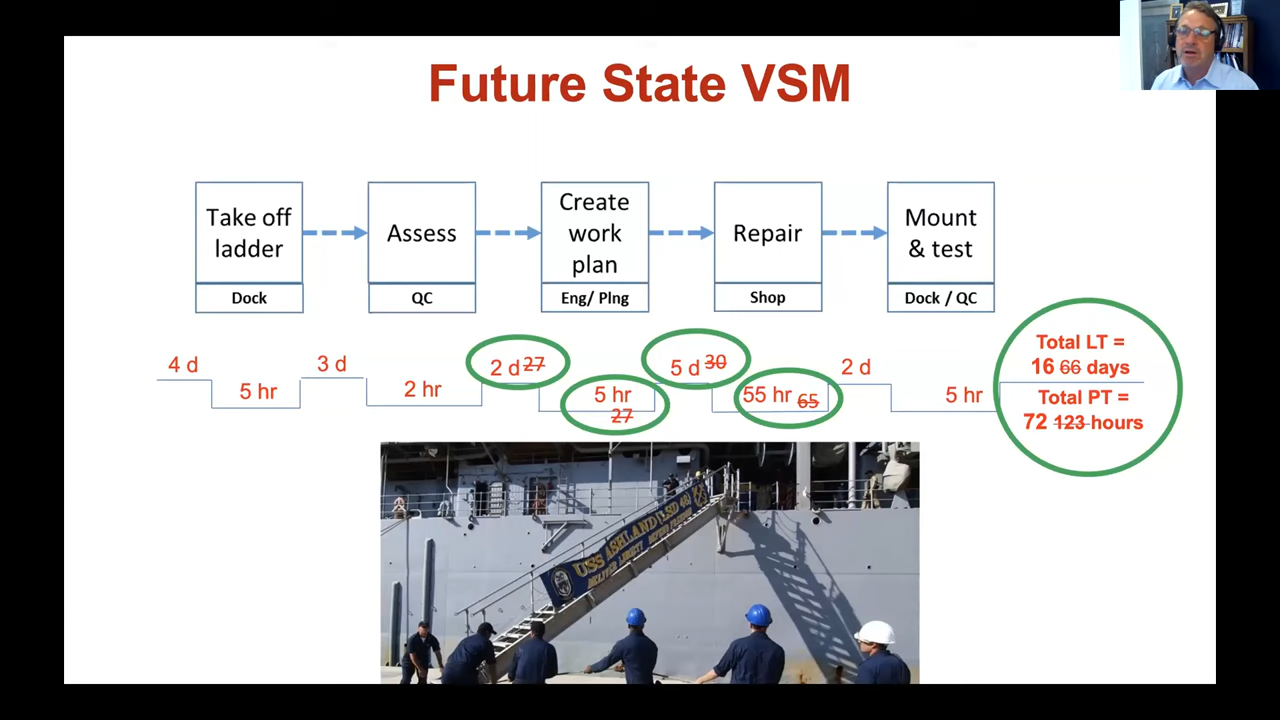 Future State VSM
Take off
ladder
Dock
Assess
QC
Create
work
plan
Eng/ Plng
Repair
Shop
Mount
& test
Dock / QC
4 d
5 hr
3 d
2 hr
2 d 27
5 hr
27
5 d 30
55 hr 65
2 d
5 hr
Total LT =
16 66 days
Total PT =
72 123 hours
USS ASHLAND (LSD 48)